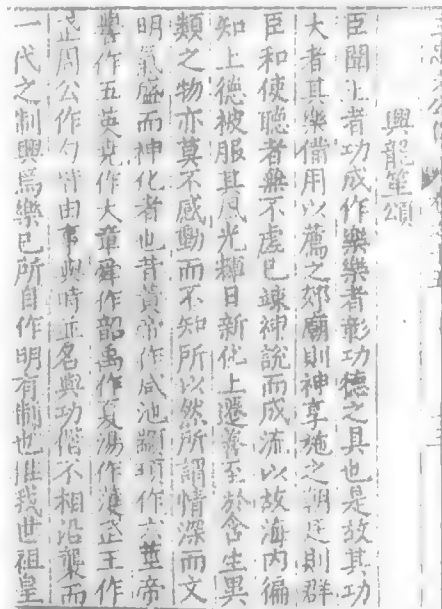 興龍笛頌
臣聞王者功成作樂樂者彰功德之具也是故其功
大者其樂備用以薦之郊廟則神享施之朝廷則群
臣和使聽者無不虛已竦神說而成流以故海內徧
知上德被服其風光輝日新化上遷善至於含生異
類之物亦莫不感動而不知所以然所謂情深而文
明氣盛而神化者也昔黃帝作咸池顓頊作六莖帝
嚳作五英堯作大章舜作韶禹作夏湯作濩武王作
武周公作勺皆由事與時正名與功偕不相沿襲而
一代之制興焉樂已所自作明有制也惟我世祖皇